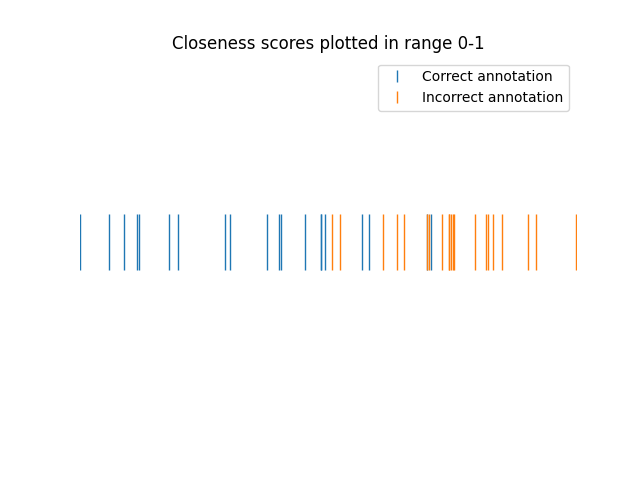 Closeness scores plotted in range 0-1
Correct annotation
Incorrect annotation